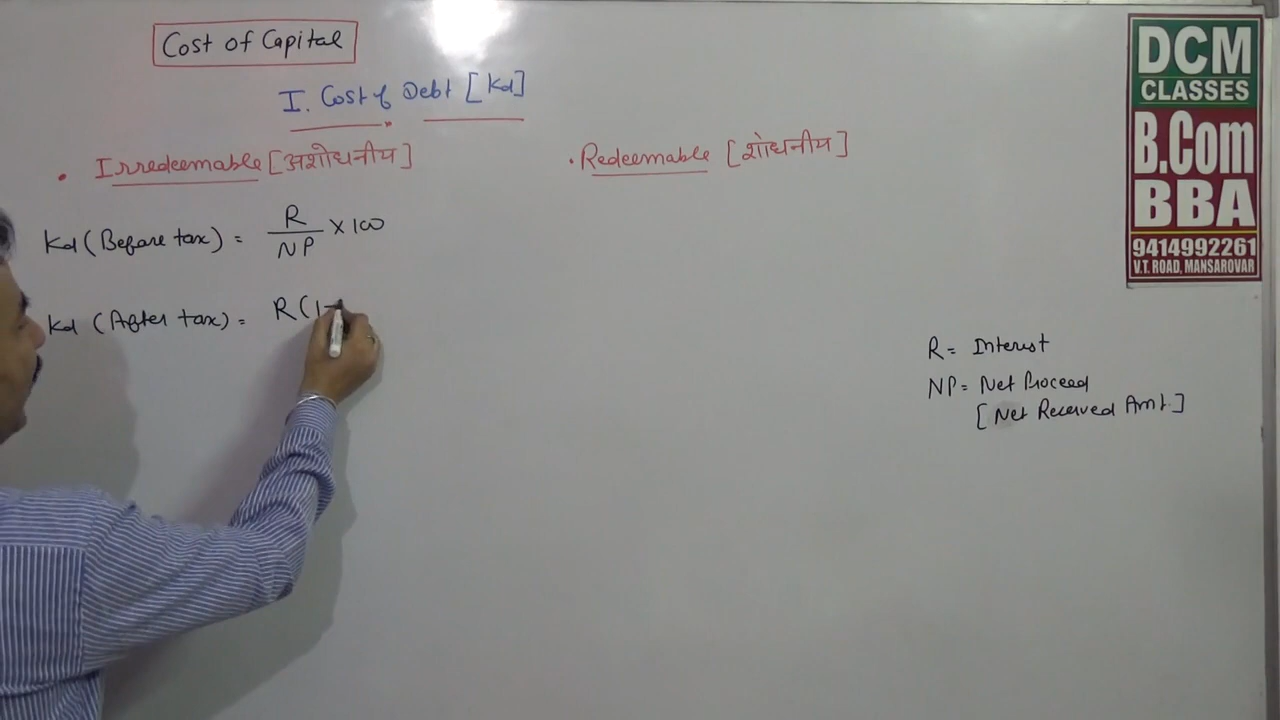 Cost of Capital
I. Cost of Debt [Kd]
• Irredeemable [अशोधनीय]
• Redeemable [शोधनीय]
Kd (Before tax) = R/NP × 100
Kd (After tax) = R(1-
R = Interest
NP = Net Proceed
[Net Received Amt.]
DCM
CLASSES
B.Com
BBA
9414992261
V.T. ROAD, MANSAROVAR